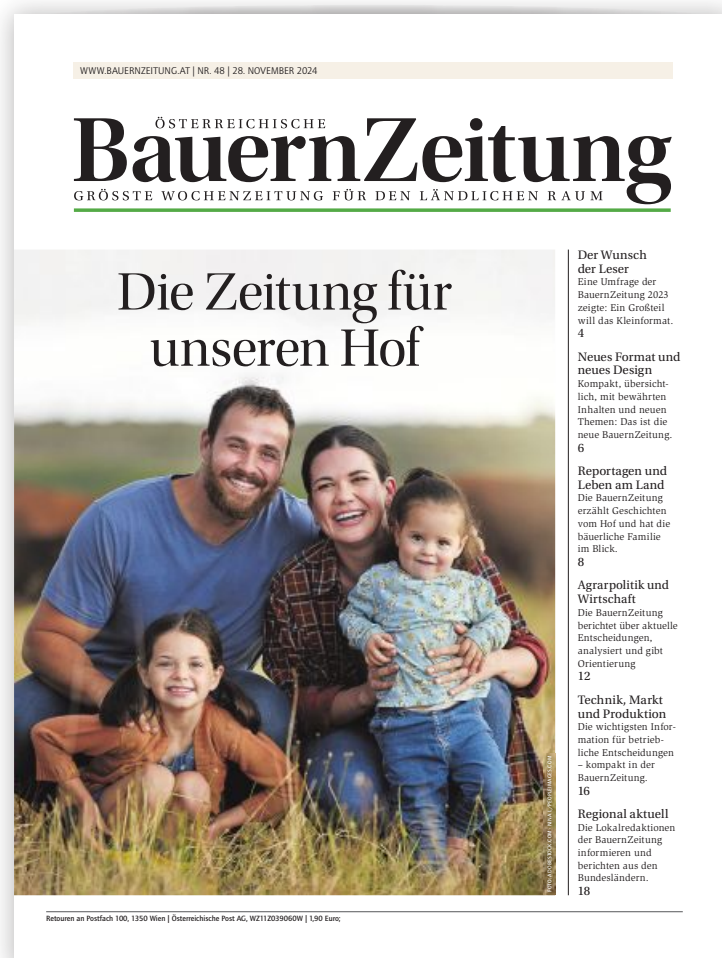 WWW.BAUERNZEITUNG.AT | NR. 48 | 28. NOVEMBER 2024
ÖSTERREICHISCHE
BauernZeitung
GRÖSSTE WOCHENZEITUNG FÜR DEN LÄNDLICHEN RAUM
Die Zeitung für
unseren Hof
Der Wunsch
der Leser
Eine Umfrage der
BauernZeitung 2023
zeigte: Ein Großteil
will das Kleinformat.
4
Neues Format und
neues Design
Kompakt, übersicht-
lich, mit bewährten
Inhalten und neuen
Themen: Das ist die
neue BauernZeitung.
6
Reportagen und
Leben am Land
Die BauernZeitung
erzählt Geschichten
vom Hof und hat die
bäuerliche Familie
im Blick.
8
Agrarpolitik und
Wirtschaft
Die BauernZeitung
berichtet über aktuelle
Entscheidungen,
analysiert und gibt
Orientierung
12
Technik, Markt
und Produktion
Die wichtigsten Infor-
mation für betrieb-
liche Entscheidungen
– kompakt in der
BauernZeitung.
16
Regional aktuell
Die Lokalredaktionen
der BauernZeitung
informieren und
berichten aus den
Bundesländern.
18
Retouren an Postfach 100, 1350 Wien | Österreichische Post AG, WZ11Z039060W | 1,90 Euro;